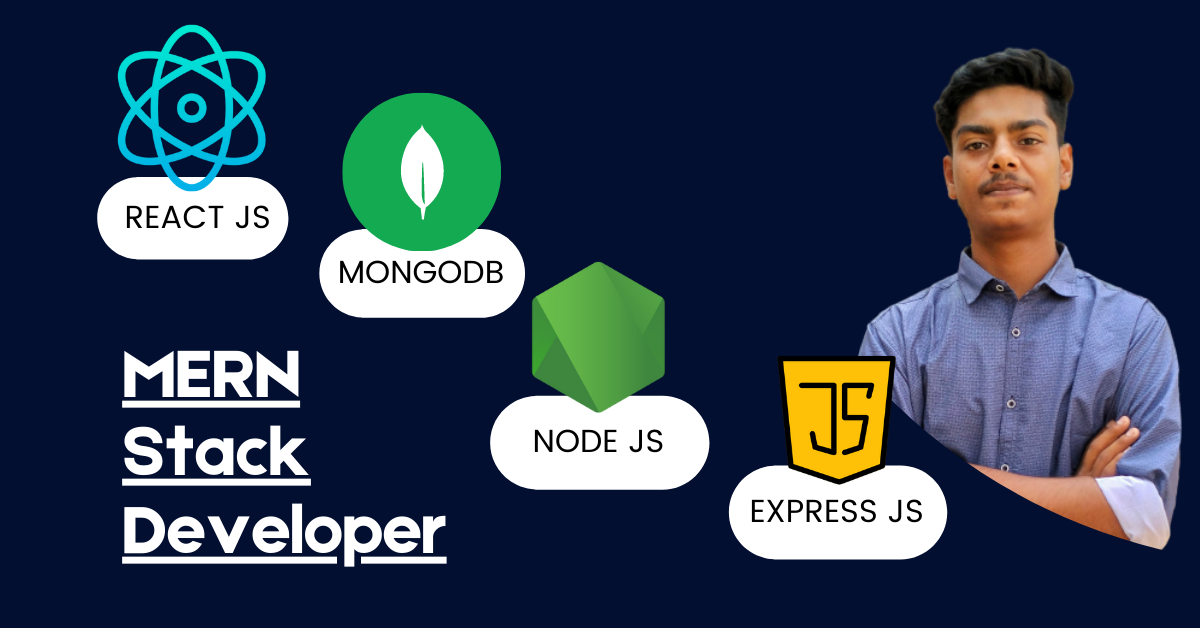 REACT JS
MONGODB
NODE JS
JS
EXPRESS JS
MERN
Stack
Developer